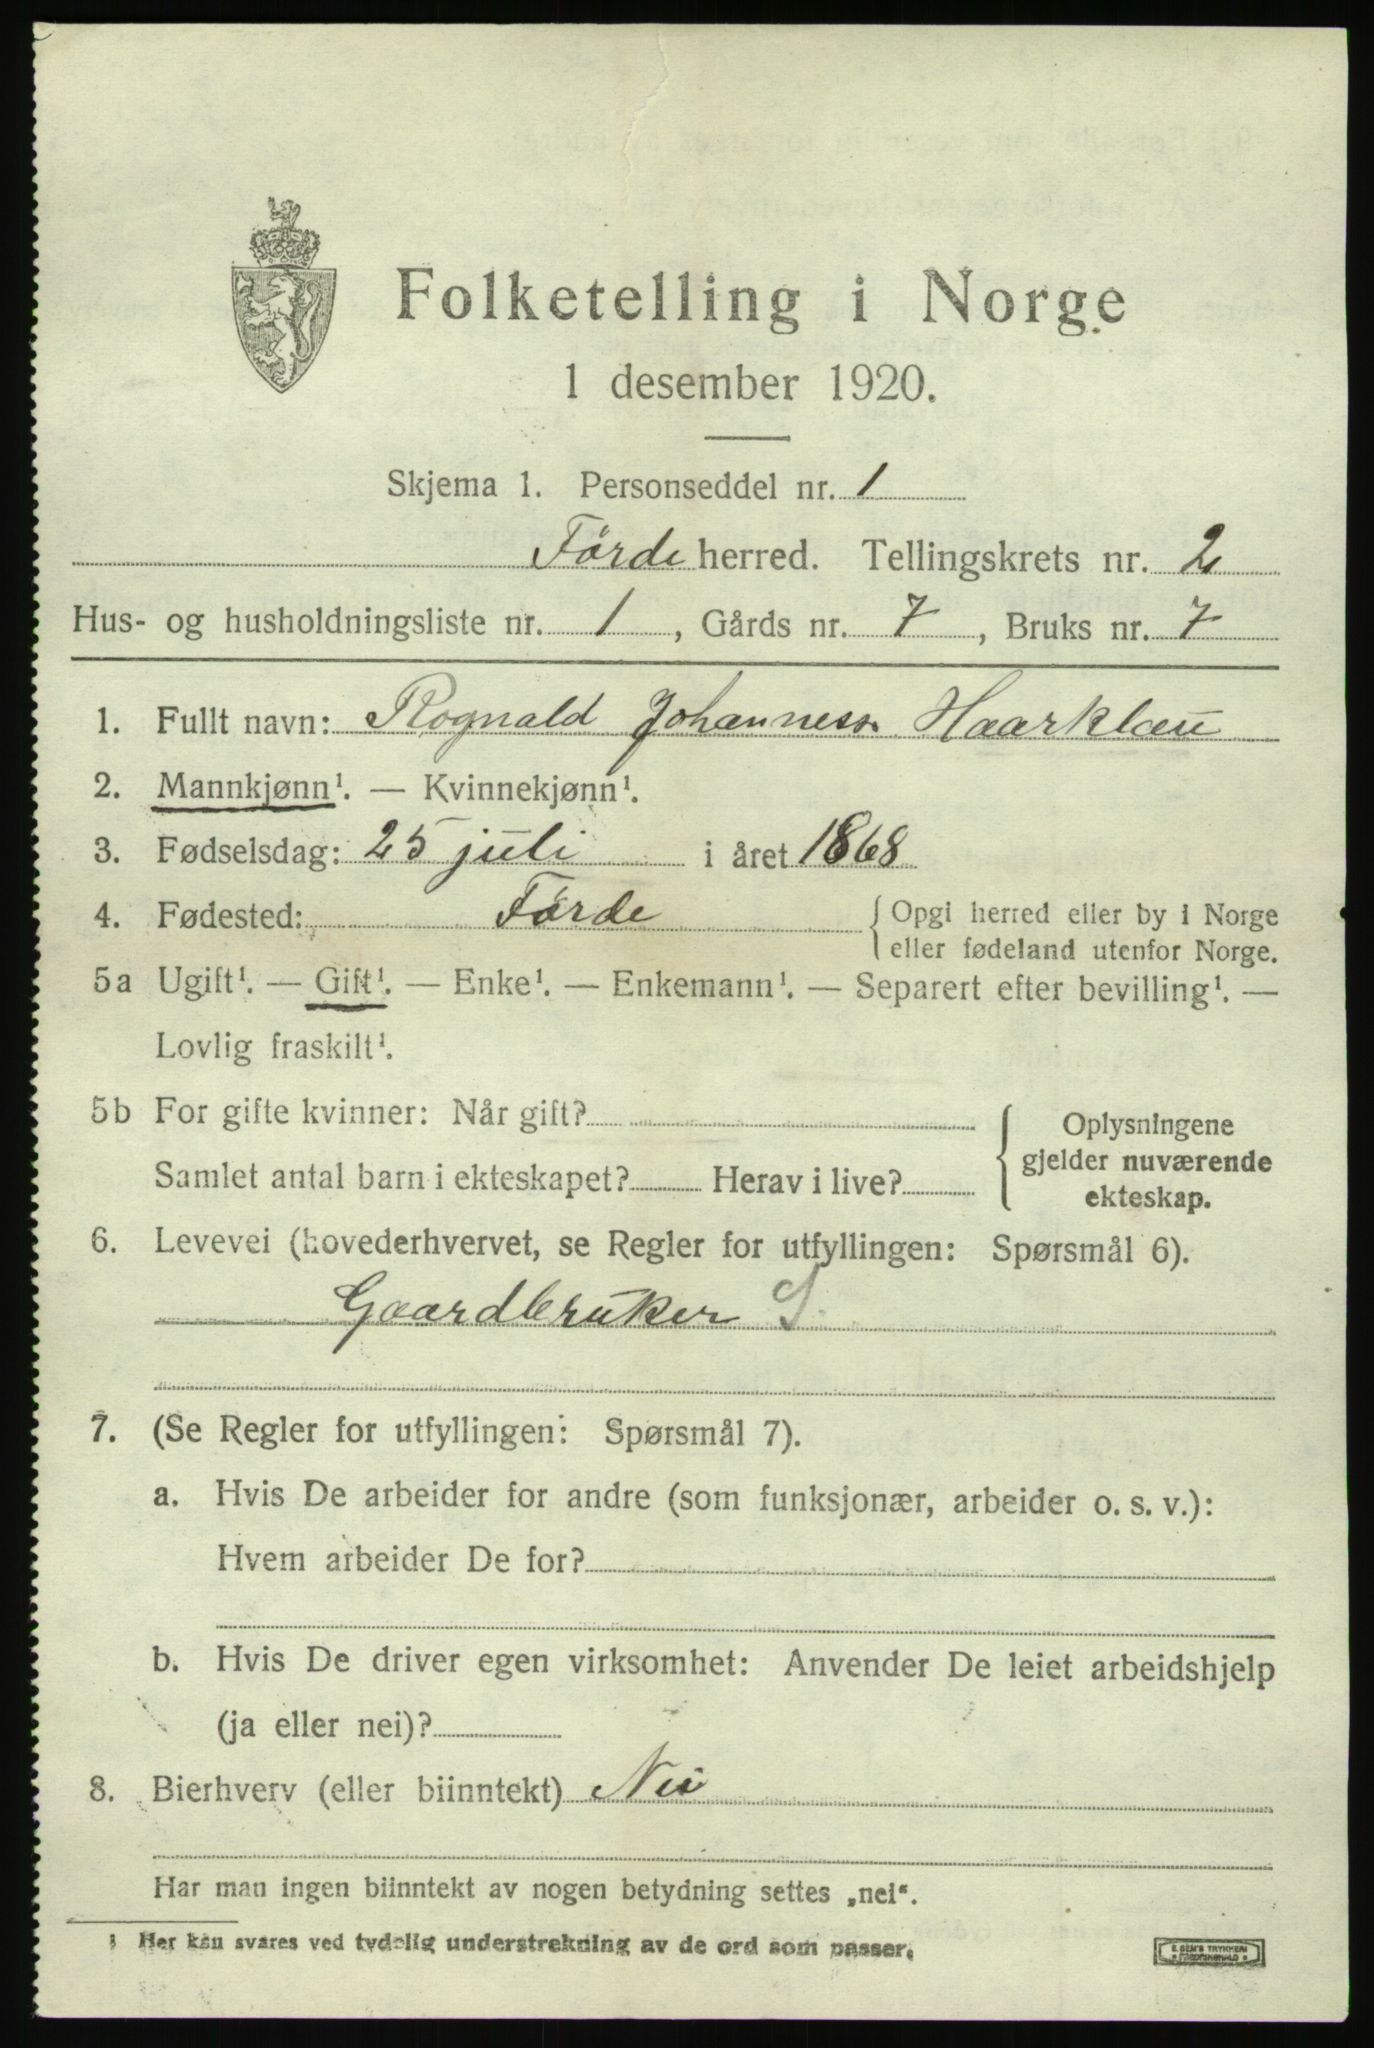 Folketelling i Norge
1 desember 1920.
Skjema 1. Personseddel nr. 1
Førde herred. Tellingskrets nr. 2
Hus- og husholdningsliste nr. 1, Gårds nr. 7, Bruks nr. 7
1. Fullt navn: Rognald Johanness. Haarklau
2. Mannkjønn¹. — Kvinnekjønn¹.
3. Fødselsdag: 25 juli i året 1868
4. Fødested: Førde { Opgi herred eller by i Norge
eller fødeland utenfor Norge.
5a Ugift¹. — Gift¹. — Enke¹. — Enkemann¹. — Separert efter bevilling¹. —
Lovlig fraskilt¹.
5b For gifte kvinner: Når gift?
Samlet antal barn i ekteskapet? Herav i live?
{ Oplysningene
gjelder nuværende
ekteskap.
6. Levevei (hovederhvervet, se Regler for utfyllingen: Spørsmål 6).
Gaardbruker S.
7. (Se Regler for utfyllingen: Spørsmål 7).
a. Hvis De arbeider for andre (som funksjonær, arbeider o. s. v.):
Hvem arbeider De for?
b. Hvis De driver egen virksomhet: Anvender De leiet arbeidshjelp
(ja eller nei)?
8. Bierhverv (eller biinntekt) Nei
Har man ingen biinntekt av nogen betydning settes „nei“.
¹ Her kan svares ved tydelig understrekning av de ord som passer.